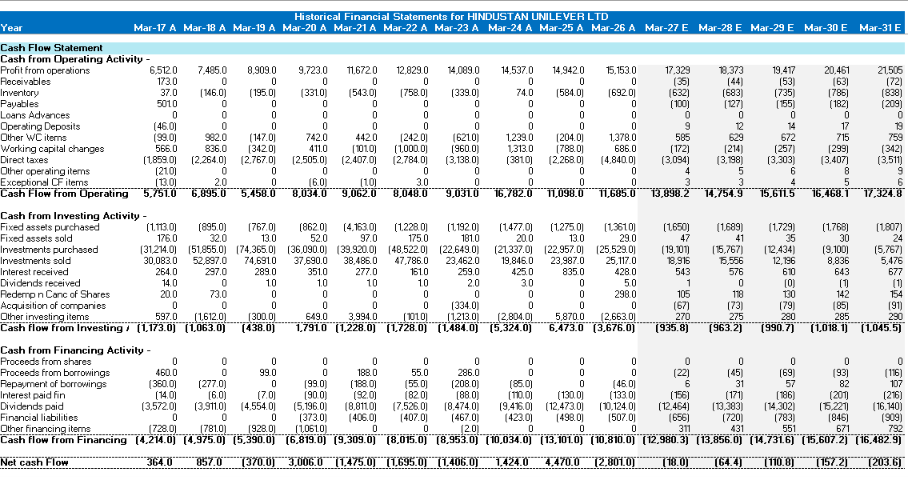 Historical Financial Statements for HINDUSTAN UNILEVER LTD
Year Mar-17 A Mar-18 A Mar-19 A Mar-20 A Mar-21 A Mar-22 A Mar-23 A Mar-24 A Mar-25 A Mar-26 A Mar-27 E Mar-28 E Mar-29 E Mar-30 E Mar-31 E
Cash Flow Statement
Cash from Operating Activity -
Profit from operations 6,512.0 7,485.0 8,909.0 9,723.0 11,672.0 12,829.0 14,089.0 14,537.0 14,942.0 15,153.0 17,329 18,373 19,417 20,461 21,505
Receivables 173.0 0 0 0 0 0 0 0 0 0 (35) (44) (53) (63) (72)
Inventory 37.0 (146.0) (195.0) (331.0) (543.0) (758.0) (339.0) 74.0 (584.0) (692.0) (632) (683) (735) (786) (838)
Payables 501.0 0 0 0 0 0 0 0 0 0 (100) (127) (155) (182) (209)
Loans Advances 0 0 0 0 0 0 0 0 0 0 0 0 0 0 0
Operating Deposits (46.0) 0 0 0 0 0 0 0 0 0 9 12 14 17 19
Other WC items (99.0) 982.0 (147.0) 742.0 442.0 (242.0) (621.0) 1,239.0 (204.0) 1,378.0 585 629 672 715 759
Working capital changes 566.0 836.0 (342.0) 411.0 (101.0) (1,000.0) (960.0) 1,313.0 (788.0) 686.0 (172) (214) (257) (299) (342)
Direct taxes (1,859.0) (2,264.0) (2,767.0) (2,505.0) (2,407.0) (2,784.0) (3,138.0) (381.0) (2,268.0) (4,840.0) (3,094) (3,198) (3,303) (3,407) (3,511)
Other operating items (21.0) 0 0 0 0 0 0 0 0 0 4 5 6 8 9
Exceptional CF items (13.0) 2.0 0 (6.0) (1.0) 3.0 0 0 0 0 3 3 4 5 6
Cash Flow from Operating 5,751.0 6,895.0 5,458.0 8,034.0 9,062.0 8,048.0 9,031.0 16,782.0 11,098.0 11,685.0 13,898.2 14,754.9 15,611.5 16,468.1 17,324.8
Cash from Investing Activity -
Fixed assets purchased (1,113.0) (895.0) (767.0) (862.0) (4,163.0) (1,228.0) (1,192.0) (1,477.0) (1,275.0) (1,361.0) (1,650) (1,689) (1,729) (1,768) (1,807)
Fixed assets sold 176.0 32.0 13.0 52.0 97.0 175.0 181.0 20.0 13.0 29.0 47 41 35 30 24
Investments purchased (31,214.0) (51,855.0) (74,365.0) (36,090.0) (39,920.0) (48,522.0) (22,649.0) (21,337.0) (22,957.0) (25,529.0) (19,101) (15,767) (12,434) (9,100) (5,767)
Investments sold 30,083.0 52,897.0 74,691.0 37,690.0 38,486.0 47,786.0 23,462.0 19,846.0 23,987.0 25,117.0 18,916 15,556 12,196 8,836 5,476
Interest received 264.0 297.0 289.0 351.0 277.0 161.0 259.0 425.0 835.0 428.0 543 576 610 643 677
Dividends received 14.0 0 1.0 1.0 1.0 1.0 2.0 3.0 0 5.0 1 0 (0) (1) (1)
Redemp n Canc of Shares 20.0 73.0 0 0 0 0 0 0 0 298.0 105 118 130 142 154
Acquisition of companies 0 0 0 0 0 0 (334.0) 0 0 0 (67) (73) (79) (85) (91)
Other investing items 597.0 (1,612.0) (300.0) 649.0 3,994.0 (101.0) (1,213.0) (2,804.0) 5,870.0 (2,663.0) 270 275 280 285 290
Cash flow from Investing (1,173.0) (1,063.0) (438.0) 1,791.0 (1,228.0) (1,728.0) (1,484.0) (5,324.0) 6,473.0 (3,676.0) (935.8) (963.2) (990.7) (1,018.1) (1,045.5)
Cash from Financing Activity -
Proceeds from shares 0 0 0 0 0 0 0 0 0 0 0 0 0 0 0
Proceeds from borrowings 460.0 0 99.0 0 188.0 55.0 286.0 0 0 0 (22) (45) (69) (93) (116)
Repayment of borrowings (360.0) (277.0) 0 (99.0) (188.0) (55.0) (208.0) (85.0) 0 (46.0) 6 31 57 82 107
Interest paid fin (14.0) (6.0) (7.0) (90.0) (92.0) (82.0) (88.0) (110.0) (130.0) (133.0) (156) (171) (186) (201) (216)
Dividends paid (3,572.0) (3,911.0) (4,554.0) (5,196.0) (8,811.0) (7,526.0) (8,474.0) (9,416.0) (12,473.0) (10,124.0) (12,464) (13,383) (14,302) (15,221) (16,140)
Financial liabilities 0 0 0 (373.0) (406.0) (407.0) (467.0) (423.0) (498.0) (507.0) (656) (720) (783) (846) (909)
Other financing items (728.0) (781.0) (928.0) (1,061.0) 0 0 (2.0) 0 0 0 311 431 551 671 792
Cash flow from Financing (4,214.0) (4,975.0) (5,390.0) (6,819.0) (9,309.0) (8,015.0) (8,953.0) (10,034.0) (13,101.0) (10,810.0) (12,980.3) (13,856.0) (14,731.6) (15,607.2) (16,482.9)
Net cash Flow 364.0 857.0 (370.0) 3,006.0 (1,475.0) (1,695.0) (1,406.0) 1,424.0 4,470.0 (2,801.0) (18.0) (64.4) (110.8) (157.2) (203.6)